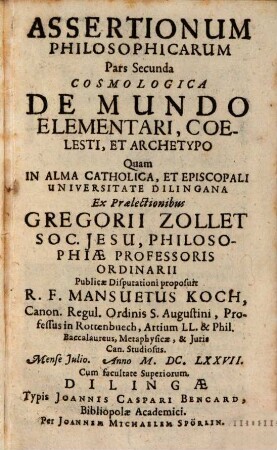 ASSERTIONUM
PHILOSOPHICARUM
Pars Secunda
COSMOLOGICA
DE MUNDO
ELEMENTARI, COE-
LESTI, ET ARCHETYPO
Quam
IN ALMA CATHOLICA, ET EPISCOPALI
UNIVERSITATE DILINGANA
Ex Prælectionibus
GREGORII ZOLLET
SOC. JESU, PHILOSO-
PHIÆ PROFESSORIS
ORDINARII
Publicæ Disputationi proposuit
R. F. MANSUETUS KOCH,
Canon. Regul. Ordinis S. Augustini, Pro-
fessus in Rottenbuech, Artium LL. & Phil.
Baccalaureus, Metaphysicæ, & Juris
Can. Studiosus.
Mense Julio. Anno M. DC. LXXVII.
Cum facultate Superiorum.
DILINGÆ
Typis JOANNIS CASPARI BENCARD,
Bibliopolæ Academici.
Per JOANNEM MICHAELEM SPÖRLIN.